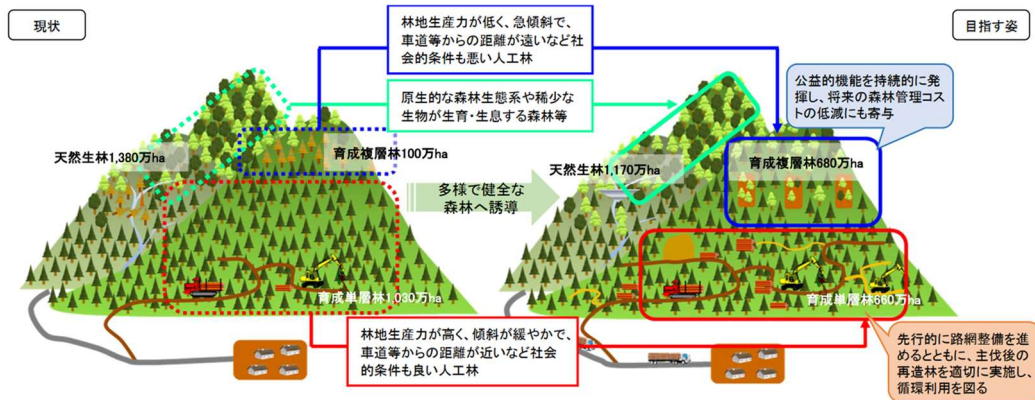 現状
目指す姿
林地生産力が低く、急傾斜で、
車道等からの距離が遠いなど社
会的条件も悪い人工林
原生的な森林生態系や稀少な
生物が生育・生息する森林等
公益的機能を持続的に発
揮し、将来の森林管理コス
トの低減にも寄与
天然生林1,380万ha
育成複層林100万ha
育成単層林1,030万ha
多様で健全な
森林へ誘導
天然生林1,170万ha
育成複層林680万ha
育成単層林660万ha
林地生産力が高く、傾斜が緩やかで、
車道等からの距離が近いなど社会
的条件も良い人工林
先行的に路網整備を進
めるとともに、主伐後の
再造林を適切に実施し、
循環利用を図る